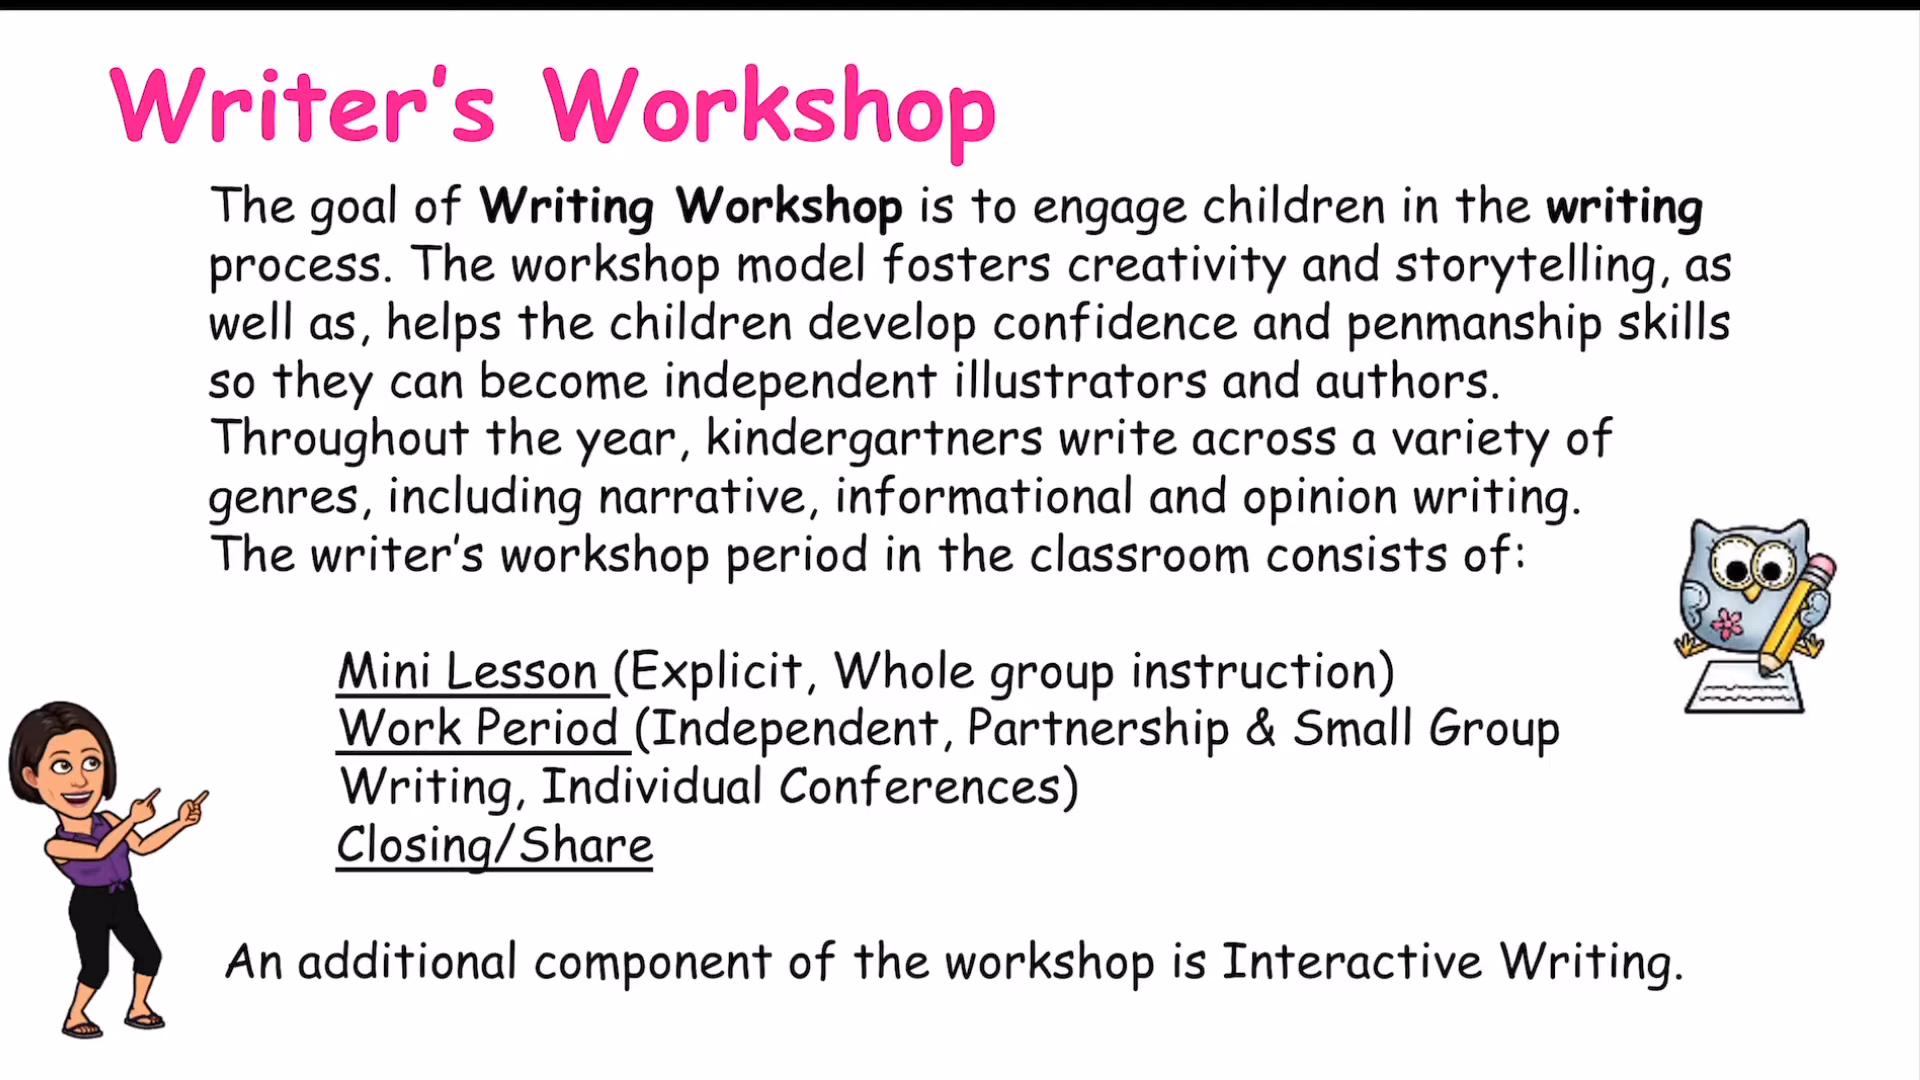 Writer's Workshop
The goal of Writing Workshop is to engage children in the writing
process. The workshop model fosters creativity and storytelling, as
well as, helps the children develop confidence and penmanship skills
so they can become independent illustrators and authors.
Throughout the year, kindergartners write across a variety of
genres, including narrative, informational and opinion writing.
The writer's workshop period in the classroom consists of:
Mini Lesson (Explicit, Whole group instruction)
Work Period (Independent, Partnership & Small Group
Writing, Individual Conferences)
Closing/Share
An additional component of the workshop is Interactive Writing.